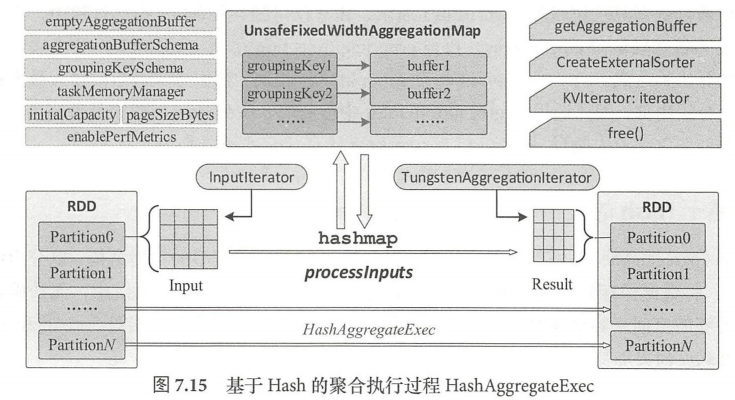 emptyAggregationBuffer
aggregationBufferSchema
groupingKeySchema
taskMemoryManager
initialCapacity pageSizeBytes
enablePerfMetrics
UnsafeFixedWidthAggregationMap
groupingKey1 buffer1
groupingKey2 buffer2
...... ......
getAggregationBuffer
CreateExternalSorter
KVIterator: iterator
free()
InputIterator
TungstenAggregationIterator
RDD
Partition0
Partition1
......
PartitionN
Input
hashmap
processInputs
Result
HashAggregateExec
RDD
Partition0
Partition1
......
PartitionN
图 7.15 基于 Hash 的聚合执行过程 HashAggregateExec